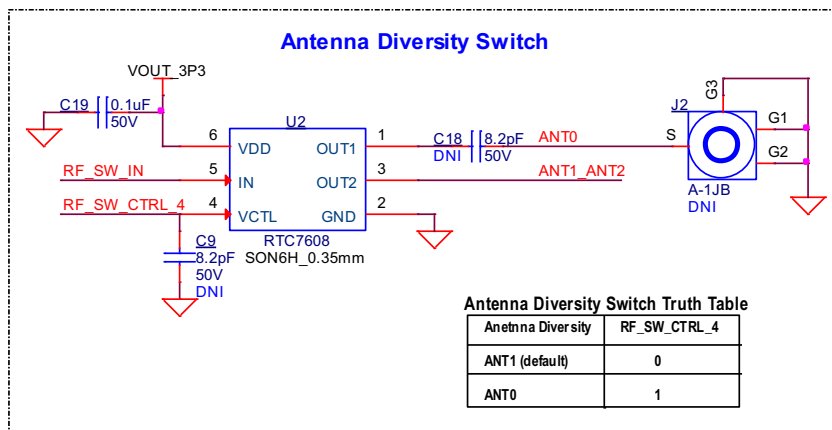 Antenna Diversity Switch
VOUT_3P3
C19
0.1uF
50V
U2
6
VDD
OUT1
1
C18
8.2pF
DNI
50V
ANT0
J2
G3
G1
S
G2
A-1JB
DNI
RF_SW_IN
5
IN
OUT2
3
ANT1_ANT2
RF_SW_CTRL_4
4
VCTL
GND
2
C9
8.2pF
50V
DNI
RTC7608
SON6H_0.35mm
Antenna Diversity Switch Truth Table
Anetnna Diversity RF_SW_CTRL_4
ANT1 (default) 0
ANT0 1